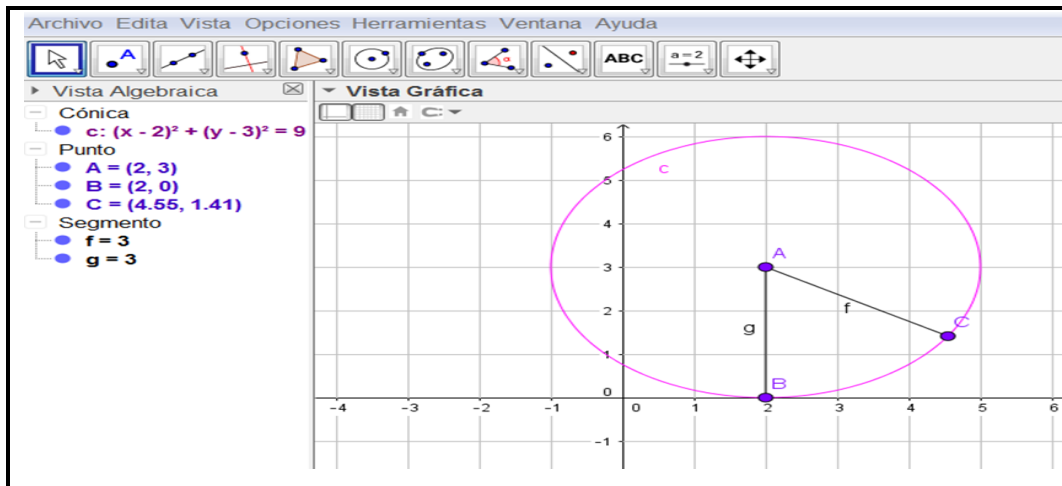 Archivo Edita Vista Opciones Herramientas Ventana Ayuda
A
a
ABC
a=2
Vista Algebraica
Vista Gráfica
Cónica
c: (x - 2)² + (y - 3)² = 9
Punto
A = (2, 3)
B = (2, 0)
C = (4.55, 1.41)
Segmento
f = 3
g = 3
C:
6
5
c
4
A
3
2
f
g
C
1
B
0
-4 -3 -2 -1 0 1 2 3 4 5 6
-1